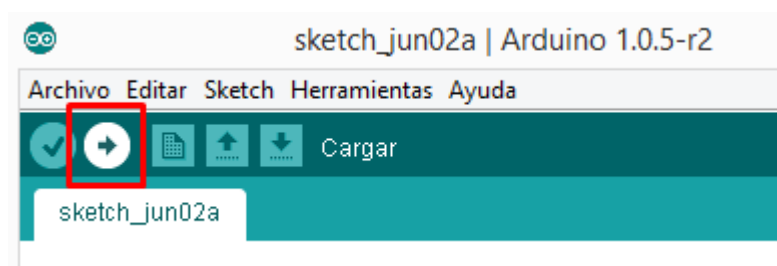 sketch_jun02a | Arduino 1.0.5-r2
Archivo Editar Sketch Herramientas Ayuda
Cargar
sketch_jun02a